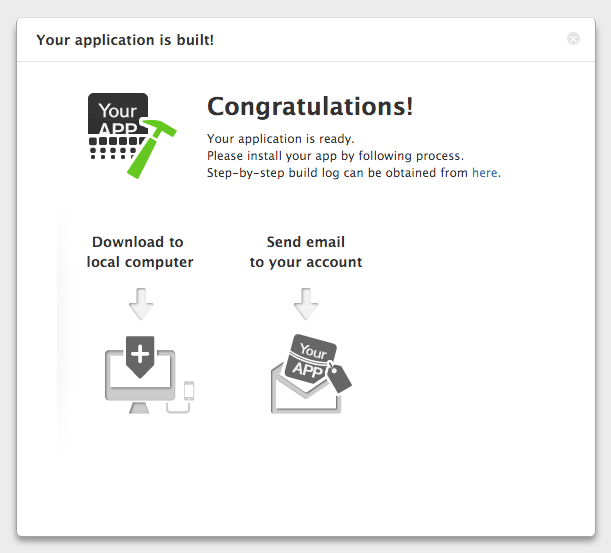 Your application is built!
Your
APP
Congratulations!
Your application is ready.
Please install your app by following process.
Step-by-step build log can be obtained from here.
Download to
local computer
Send email
to your account
Your
APP